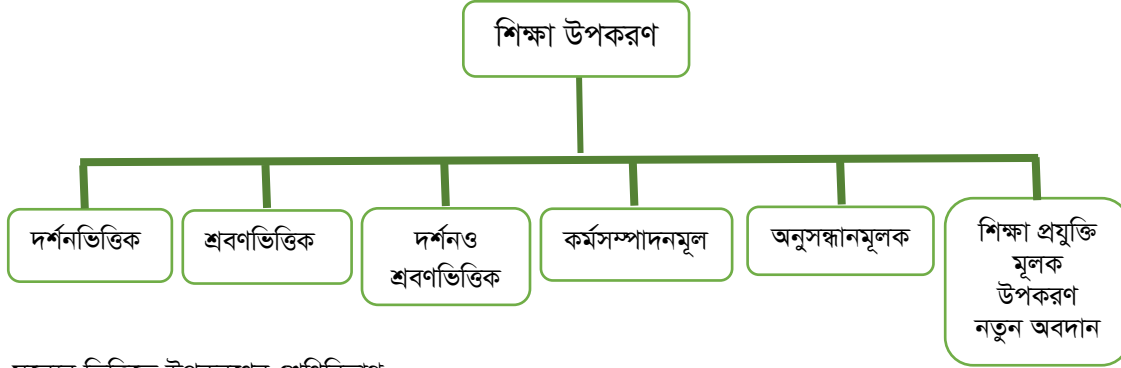 শিক্ষা উপকরণ
দর্শনভিত্তিক
শ্রবণভিত্তিক
দর্শনও
শ্রবণভিত্তিক
কর্মসম্পাদনমূল
অনুসন্ধানমূলক
শিক্ষা প্রযুক্তি
মূলক
উপকরণ
নতুন অবদান